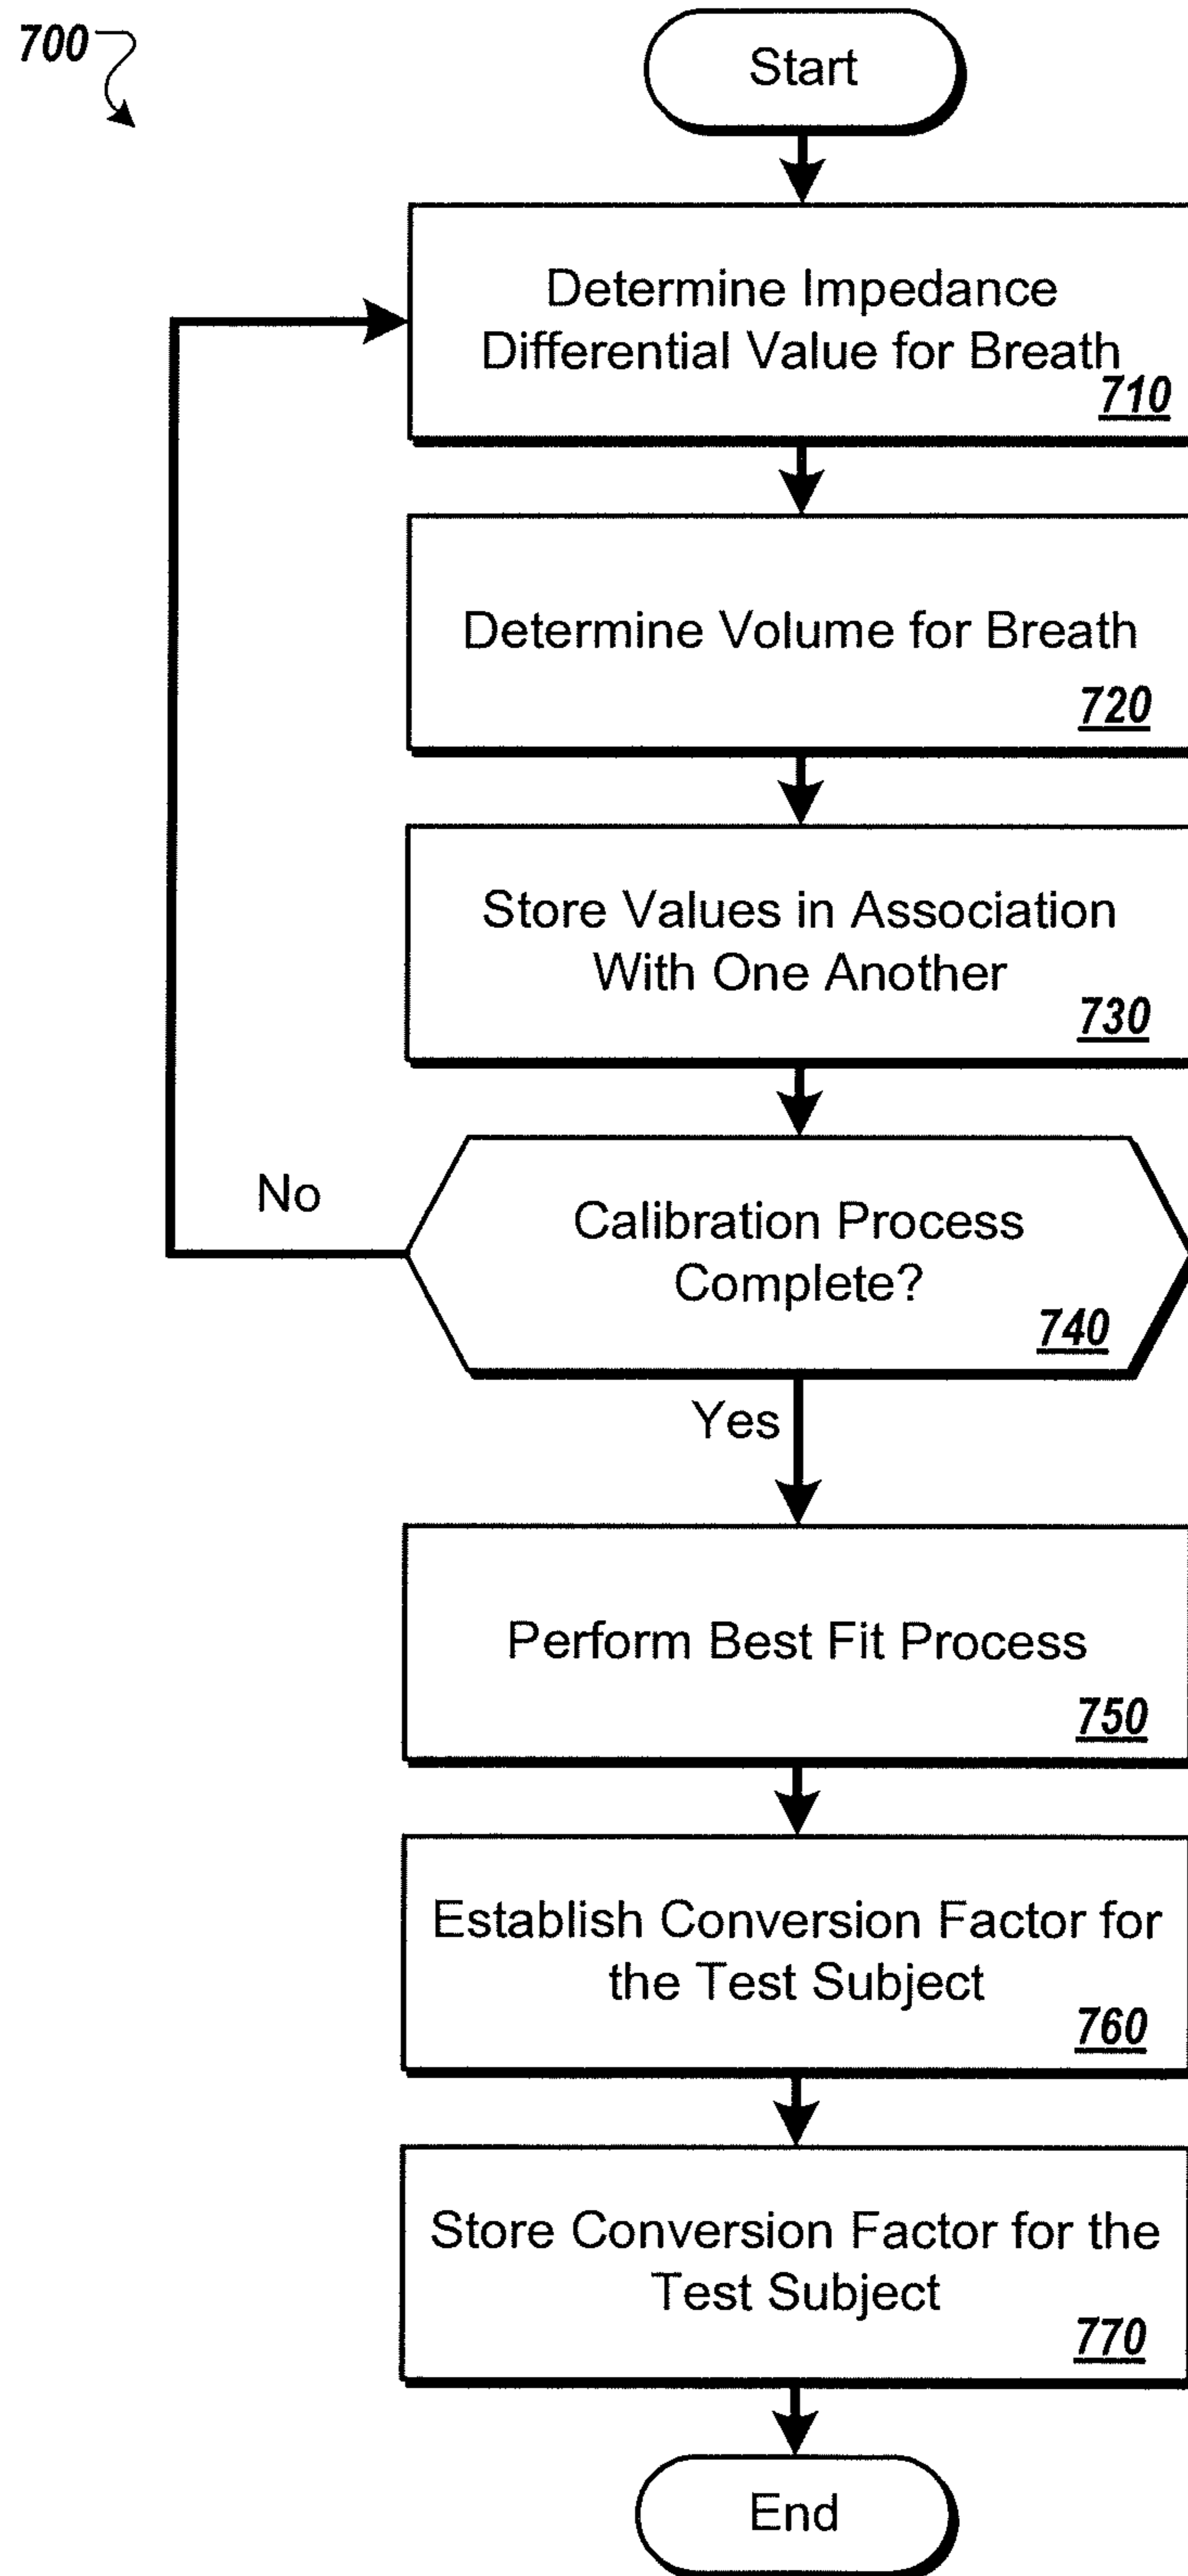 700
Start
Determine Impedance
Differential Value for Breath
710
Determine Volume for Breath
720
Store Values in Association
With One Another
730
No
Calibration Process
Complete?
740
Yes
Perform Best Fit Process
750
Establish Conversion Factor for
the Test Subject
760
Store Conversion Factor for the
Test Subject
770
End